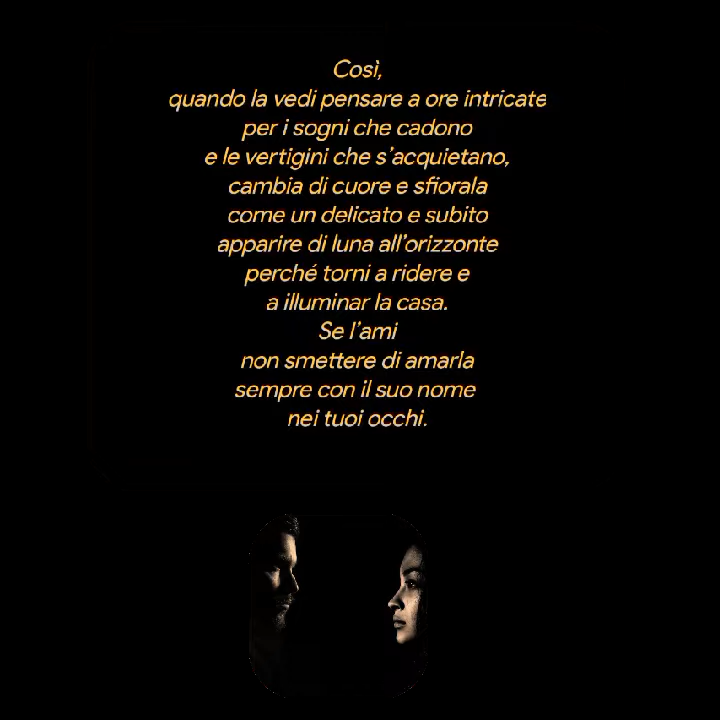 Così,
quando la vedi pensare a ore intricate
per i sogni che cadono
e le vertigini che s'acquietano,
cambia di cuore e sfiorala
come un delicato e subito
apparire di luna all'orizzonte
perché torni a ridere e
a illuminar la casa.
Se l'ami
non smettere di amarla
sempre con il suo nome
nei tuoi occhi.